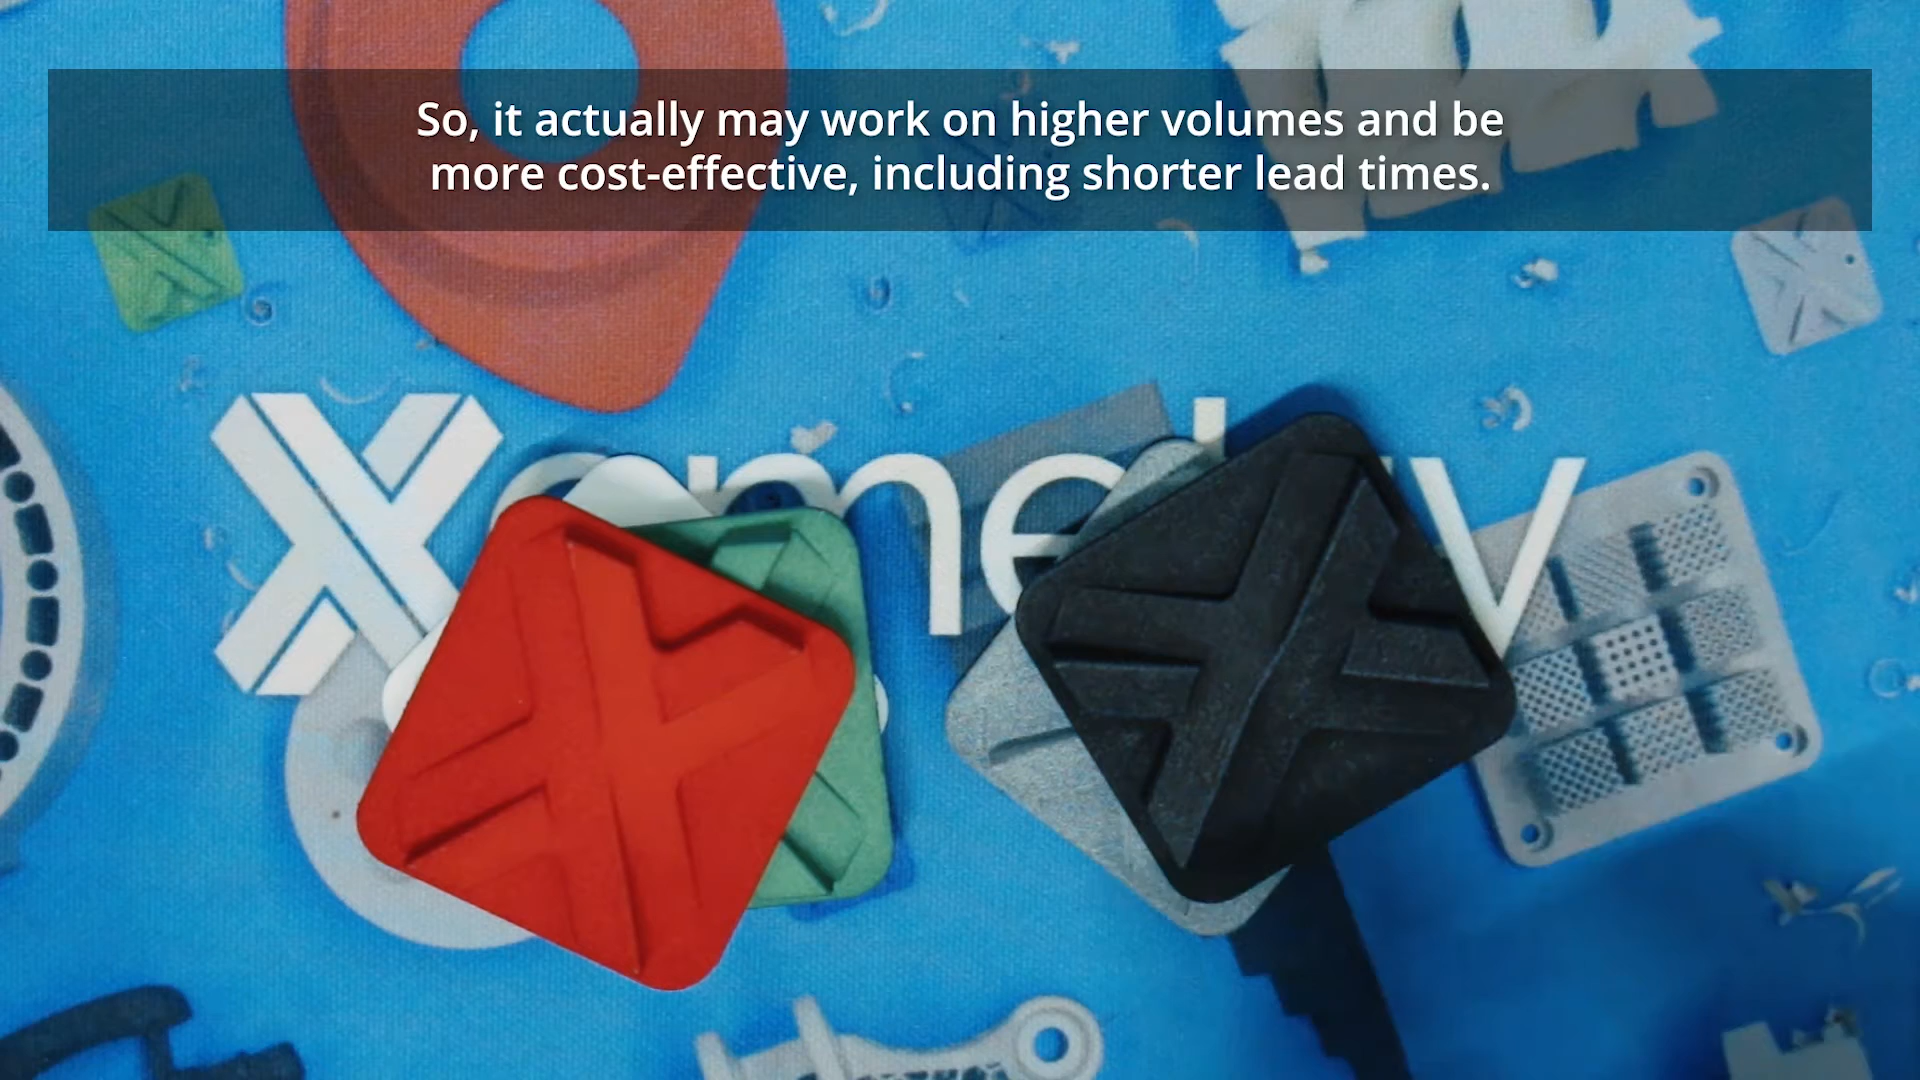 So, it actually may work on higher volumes and be
more cost-effective, including shorter lead times.